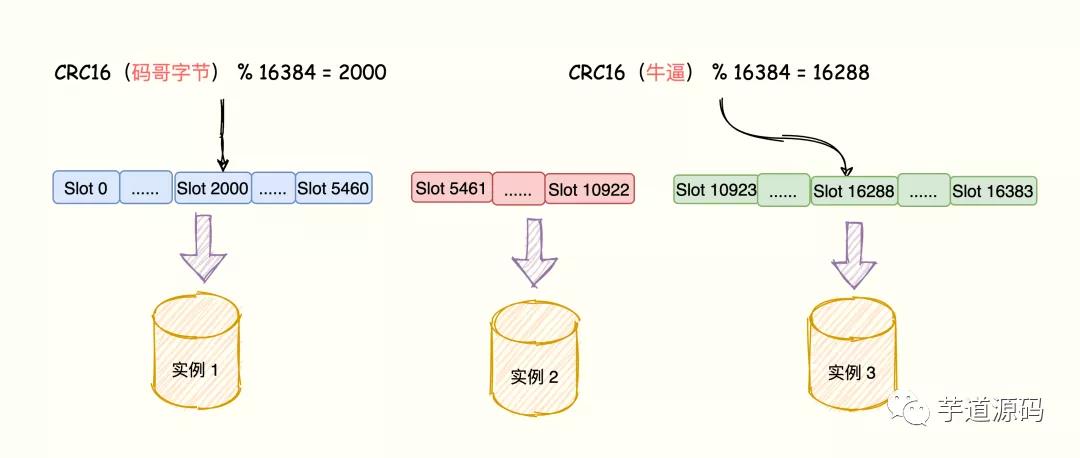 CRC16（码哥字节） % 16384 = 2000
CRC16（牛逼） % 16384 = 16288
Slot 0 ...... Slot 2000 ...... Slot 5460
Slot 5461 ...... Slot 10922
Slot 10923 ...... Slot 16288 ...... Slot 16383
实例 1
实例 2
实例 3
芋道源码